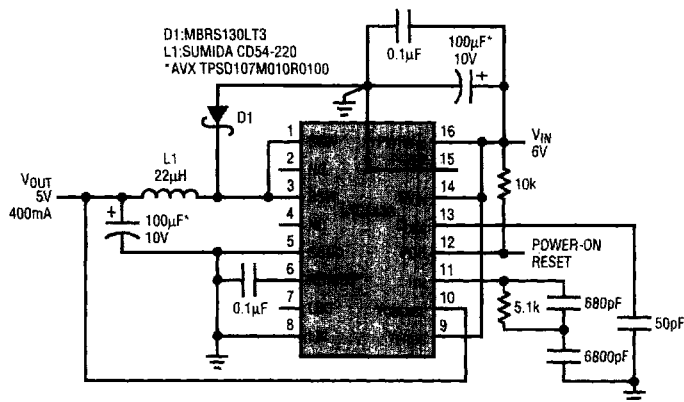 D1:MBRS130LT3
L1:SUMIDA CD54-220
*AVX TPSD107M010R0100
0.1µF
100µF*
10V
+
D1
1
2
3
4
5
6
7
8
16
15
14
13
12
11
10
9
VIN
6V
10k
POWER-ON
RESET
L1
22µH
VOUT
5V
400mA
+
100µF*
10V
0.1µF
5.1k
680pF
6800pF
50pF